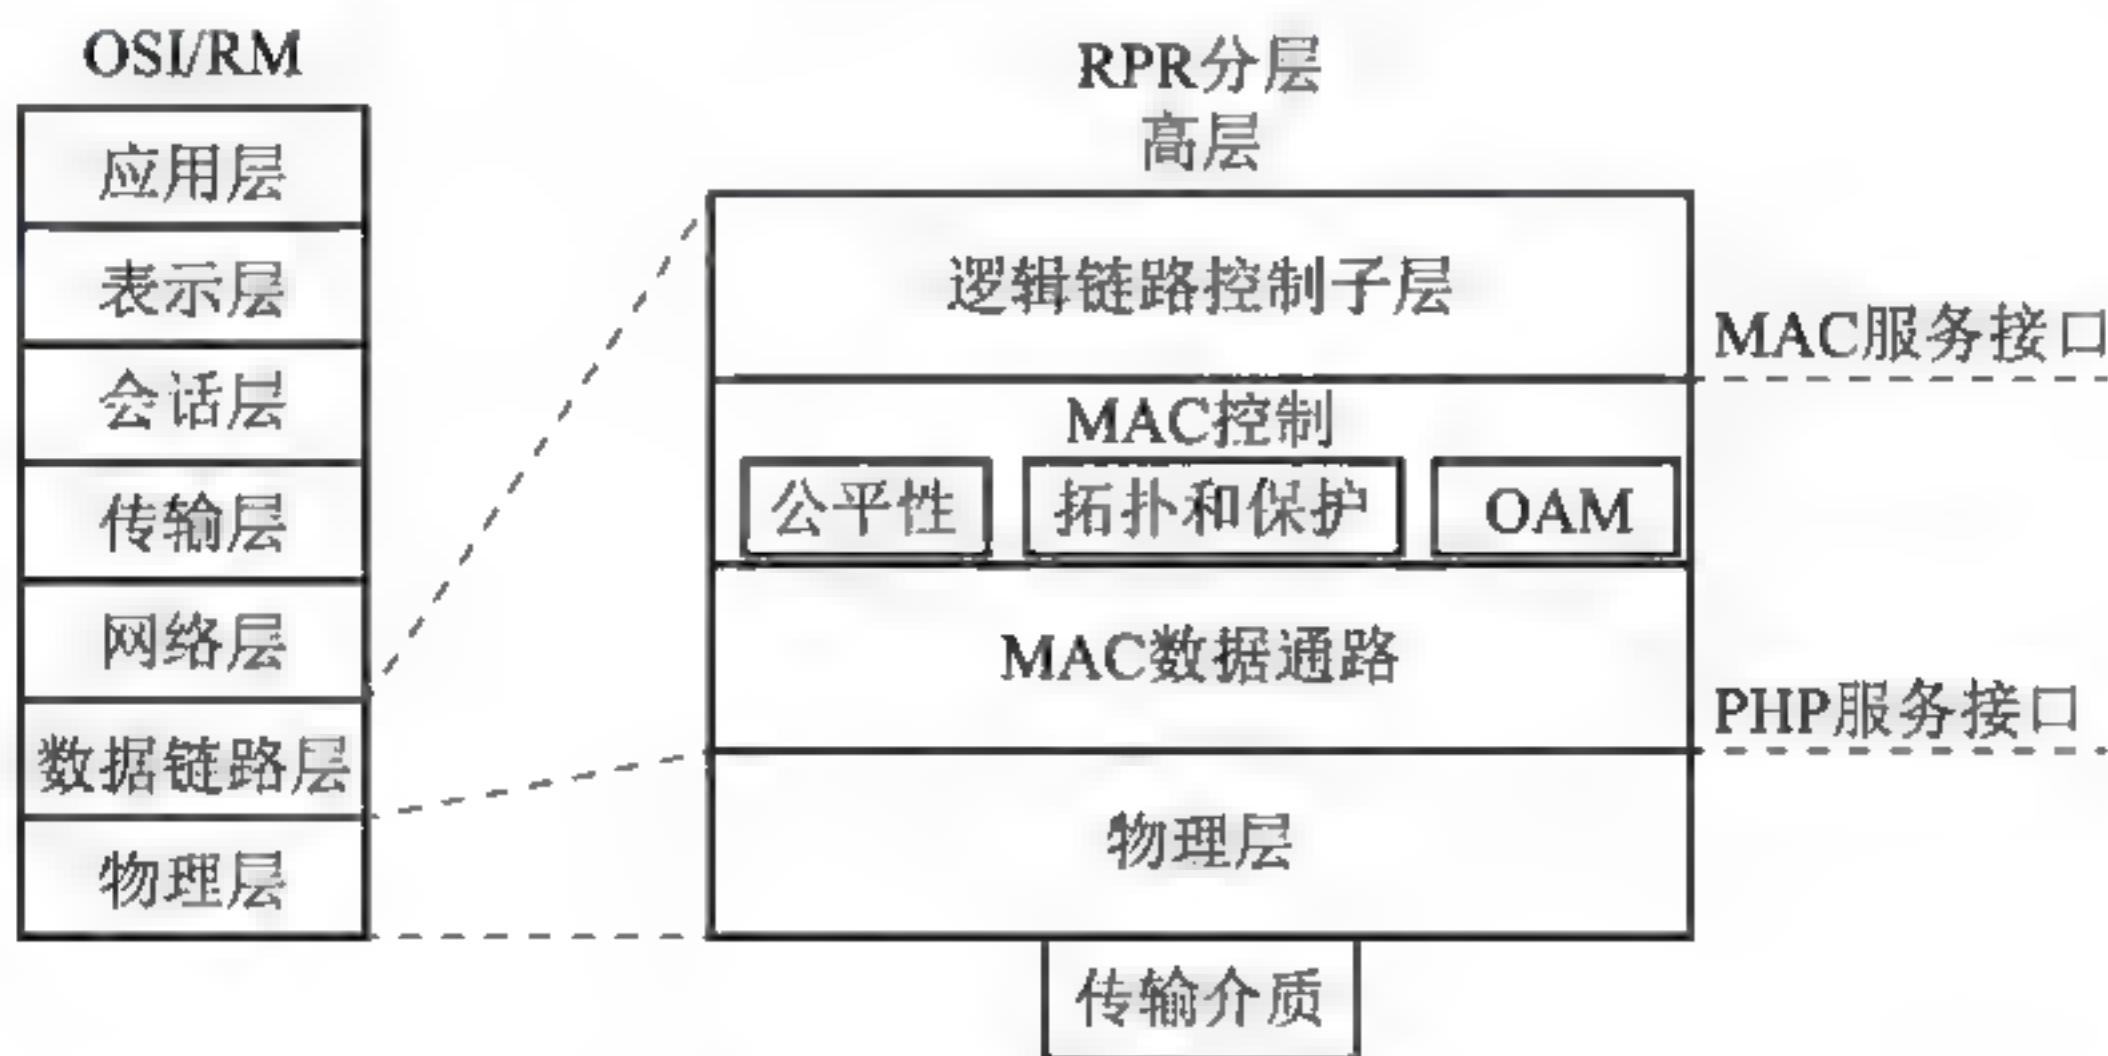 OSI/RM
应用层
表示层
会话层
传输层
网络层
数据链路层
物理层
RPR分层
高层
逻辑链路控制子层
MAC服务接口
MAC控制
公平性
拓扑和保护
OAM
MAC数据通路
PHP服务接口
物理层
传输介质